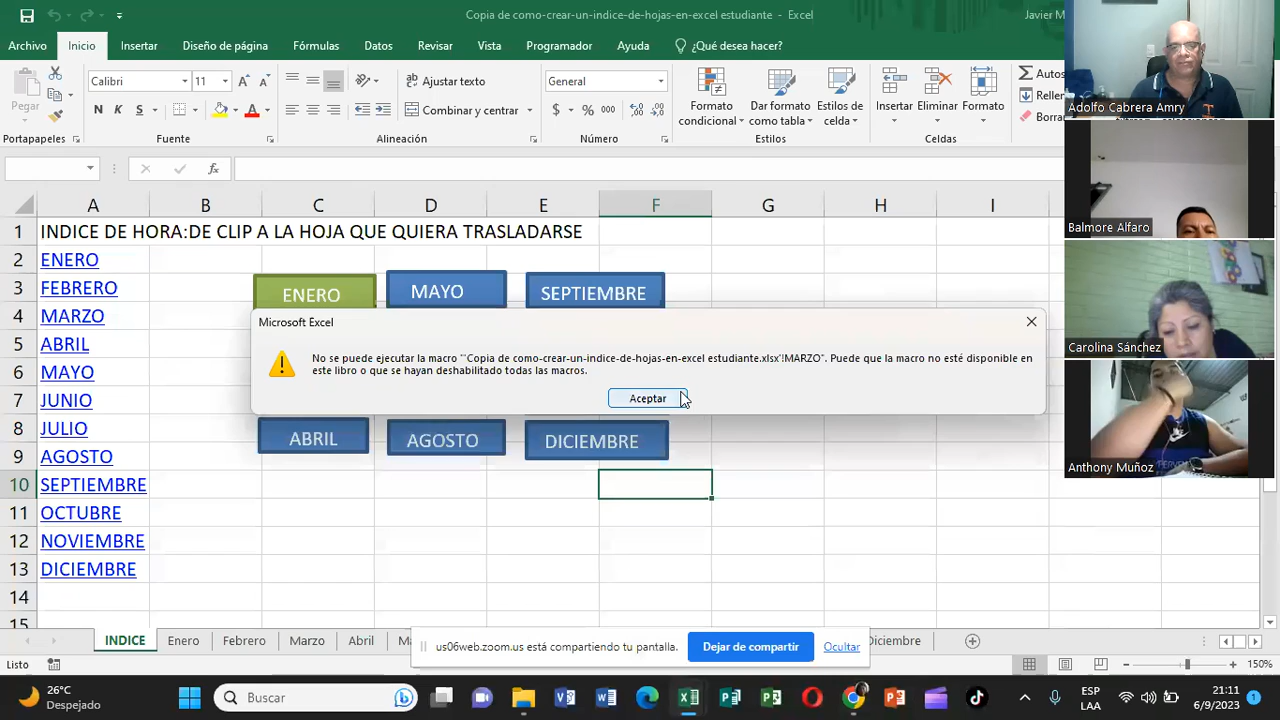 Copia de como-crear-un-indice-de-hojas-en-excel estudiante - Excel
Javier M
Archivo Inicio Insertar Diseño de página Fórmulas Datos Revisar Vista Programador Ayuda ¿Qué desea hacer?
Pegar
Calibri 11
N K S
Ajustar texto
Combinar y centrar
General
$ % 000
Formato condicional
Dar formato como tabla
Estilos de celda
Insertar Eliminar Formato
Portapapeles Fuente Alineación Número Estilos Celdas
Adolfo Cabrera Amry
Balmore Alfaro
Carolina Sánchez
Anthony Muñoz
fx
A B C D E F G H I
1 INDICE DE HORA:DE CLIP A LA HOJA QUE QUIERA TRASLADARSE
2 ENERO
3 FEBRERO
4 MARZO
5 ABRIL
6 MAYO
7 JUNIO
8 JULIO
9 AGOSTO
10 SEPTIEMBRE
11 OCTUBRE
12 NOVIEMBRE
13 DICIEMBRE
14
15
ENERO MAYO SEPTIEMBRE
Microsoft Excel
No se puede ejecutar la macro "'Copia de como-crear-un-indice-de-hojas-en-excel estudiante.xlsx'!MARZO". Puede que la macro no esté disponible en
este libro o que se hayan deshabilitado todas las macros.
Aceptar
ABRIL AGOSTO DICIEMBRE
INDICE Enero Febrero Marzo Abril Diciembre
us06web.zoom.us está compartiendo tu pantalla. Dejar de compartir Ocultar
Listo
150%
26°C
Despejado
Buscar
ESP
LAA
21:11
6/9/2023
1